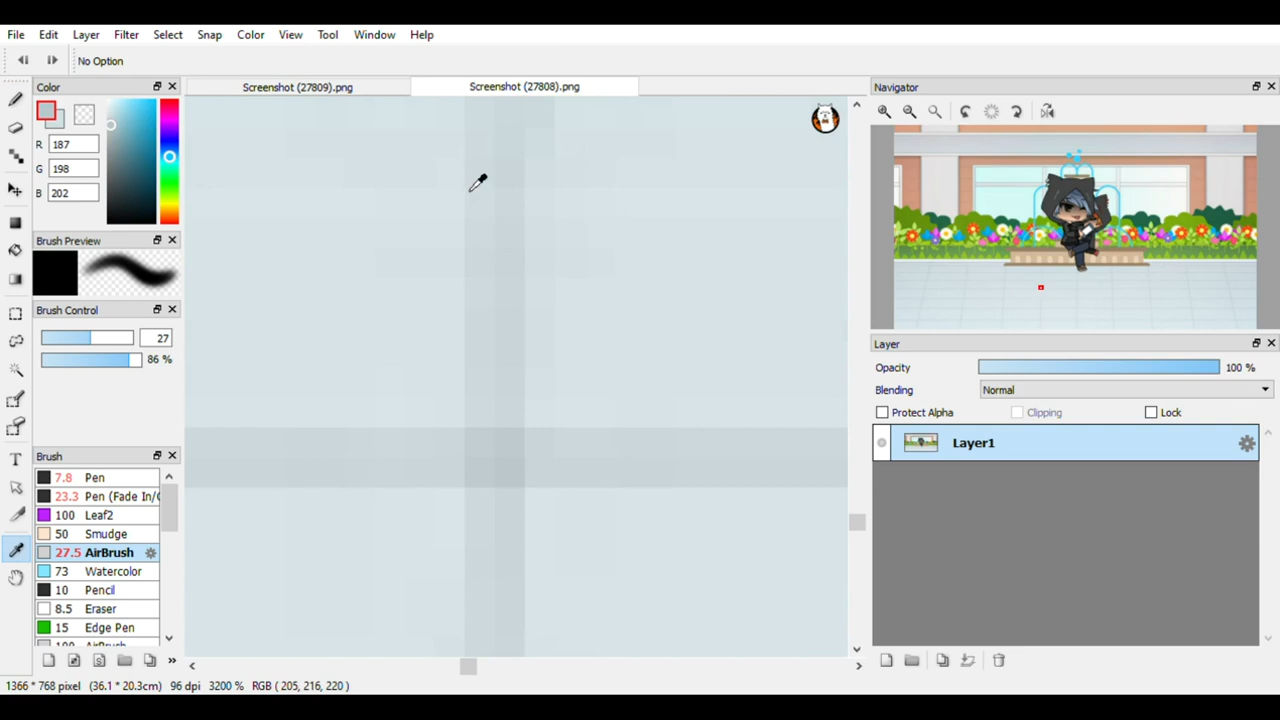 File Edit Layer Filter Select Snap Color View Tool Window Help
No Option
Color
Screenshot (27809).png
Screenshot (27808).png
Navigator
R 187
G 198
B 202
Brush Preview
Brush Control
27
86 %
Layer
Opacity 100 %
Blending Normal
Protect Alpha Clipping Lock
Layer1
Brush
7.8 Pen
23.3 Pen (Fade In/
100 Leaf2
50 Smudge
27.5 AirBrush
73 Watercolor
10 Pencil
8.5 Eraser
15 Edge Pen
100 AirBrush
1366 * 768 pixel (36.1 * 20.3cm) 96 dpi 3200 % RGB ( 205, 216, 220 )